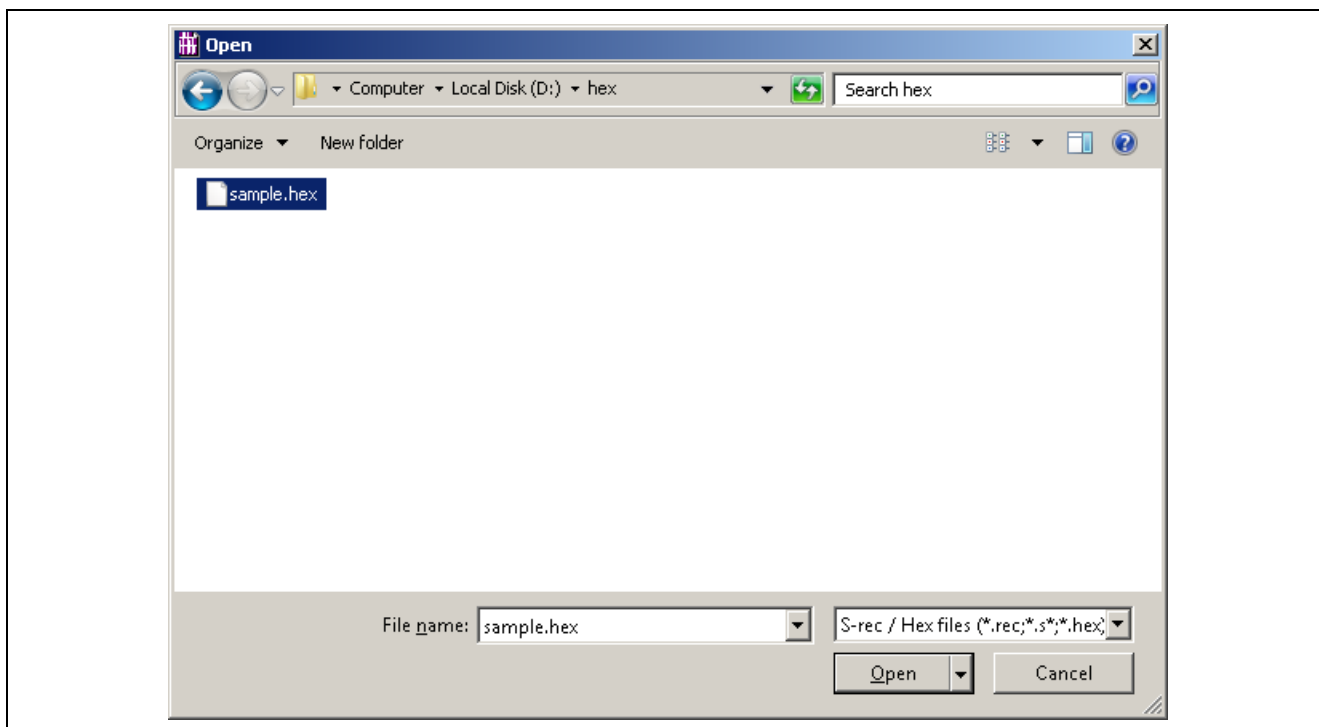 Open
Computer Local Disk (D:) hex
Search hex
Organize New folder
sample.hex
File name: sample.hex
S-rec / Hex files (*.rec;*.s*;*.hex;
Open Cancel